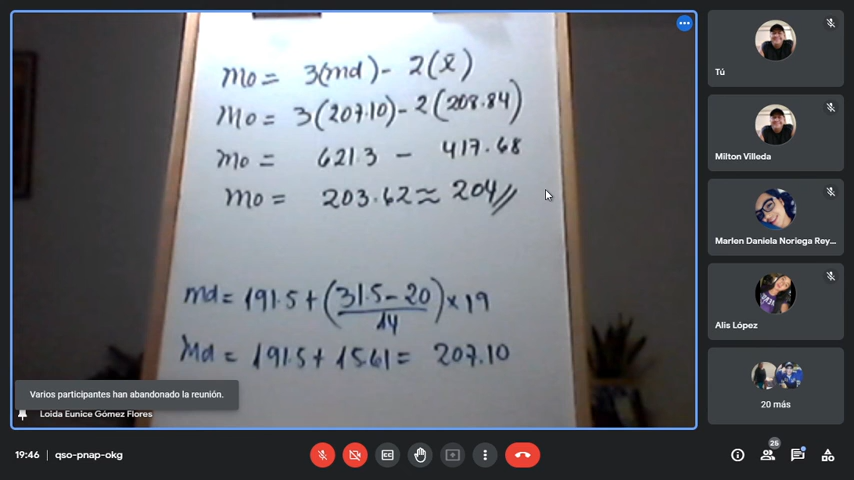 Mo = 3(md) - 2(x̄)
Mo = 3(207.10) - 2(208.84)
Mo = 621.3 - 417.68
Mo = 203.62 ≈ 204//
md = 191.5 + (31.5 - 20 / 14) × 19
Md = 191.5 + 15.61 = 207.10
Varios participantes han abandonado la reunión.
Loida Eunice Gómez Flores
19:46 | qso-pnap-okg
Tú
Milton Villeda
Marlen Daniela Noriega Rey...
Alis López
20 más
25